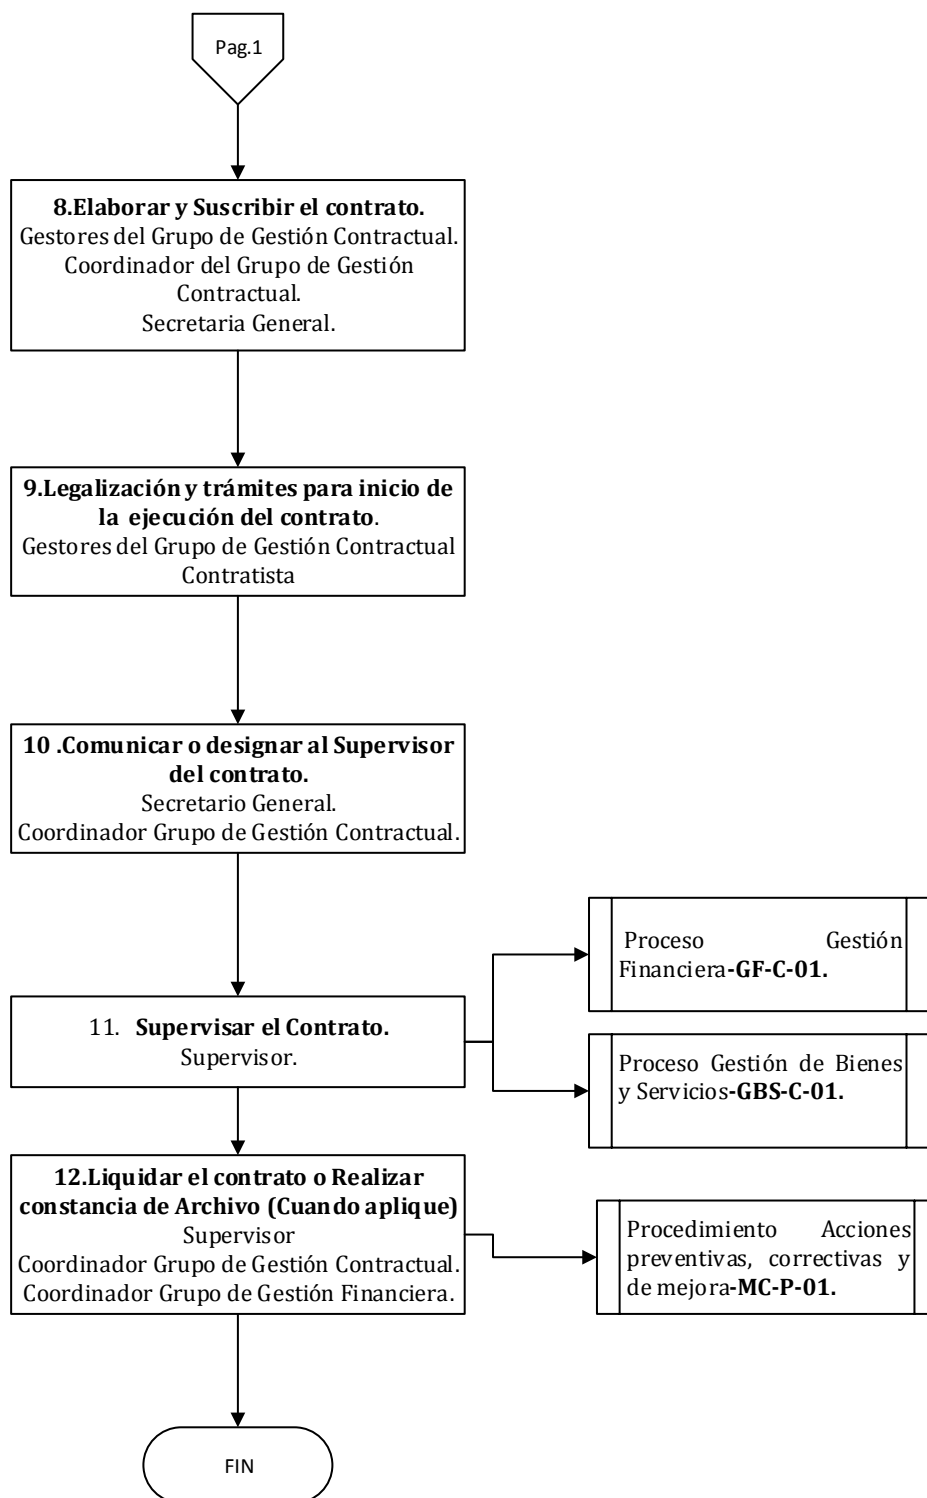 Pag.1
8.Elaborar y Suscribir el contrato.
Gestores del Grupo de Gestión Contractual.
Coordinador del Grupo de Gestión
Contractual.
Secretaria General.
9.Legalización y trámites para inicio de
la ejecución del contrato.
Gestores del Grupo de Gestión Contractual
Contratista
10 .Comunicar o designar al Supervisor
del contrato.
Secretario General.
Coordinador Grupo de Gestión Contractual.
11. Supervisar el Contrato.
Supervisor.
Proceso Gestión
Financiera-GF-C-01.
Proceso Gestión de Bienes
y Servicios-GBS-C-01.
12.Liquidar el contrato o Realizar
constancia de Archivo (Cuando aplique)
Supervisor
Coordinador Grupo de Gestión Contractual.
Coordinador Grupo de Gestión Financiera.
Procedimiento Acciones
preventivas, correctivas y
de mejora-MC-P-01.
FIN